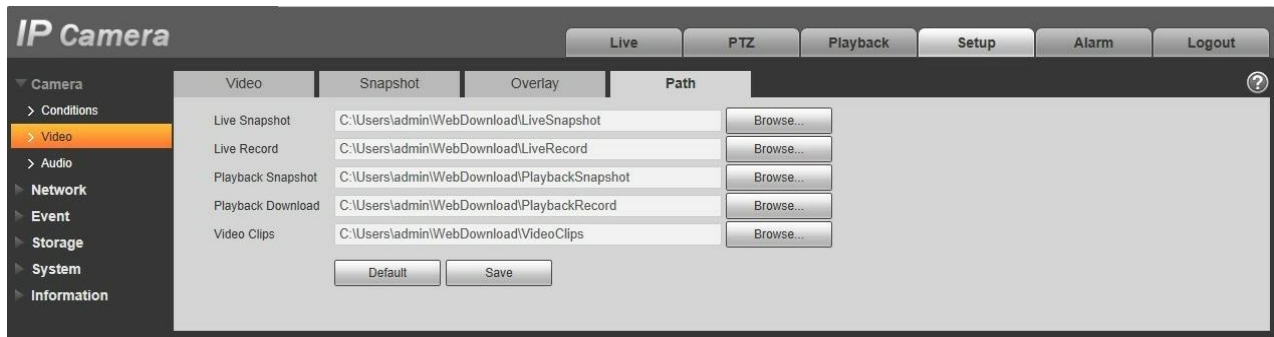 IP Camera
Live PTZ Playback Setup Alarm Logout
Camera
Conditions
Video
Audio
Network
Event
Storage
System
Information
Video Snapshot Overlay Path ?
Live Snapshot C:\Users\admin\WebDownload\LiveSnapshot Browse...
Live Record C:\Users\admin\WebDownload\LiveRecord Browse...
Playback Snapshot C:\Users\admin\WebDownload\PlaybackSnapshot Browse...
Playback Download C:\Users\admin\WebDownload\PlaybackRecord Browse...
Video Clips C:\Users\admin\WebDownload\VideoClips Browse...
Default Save